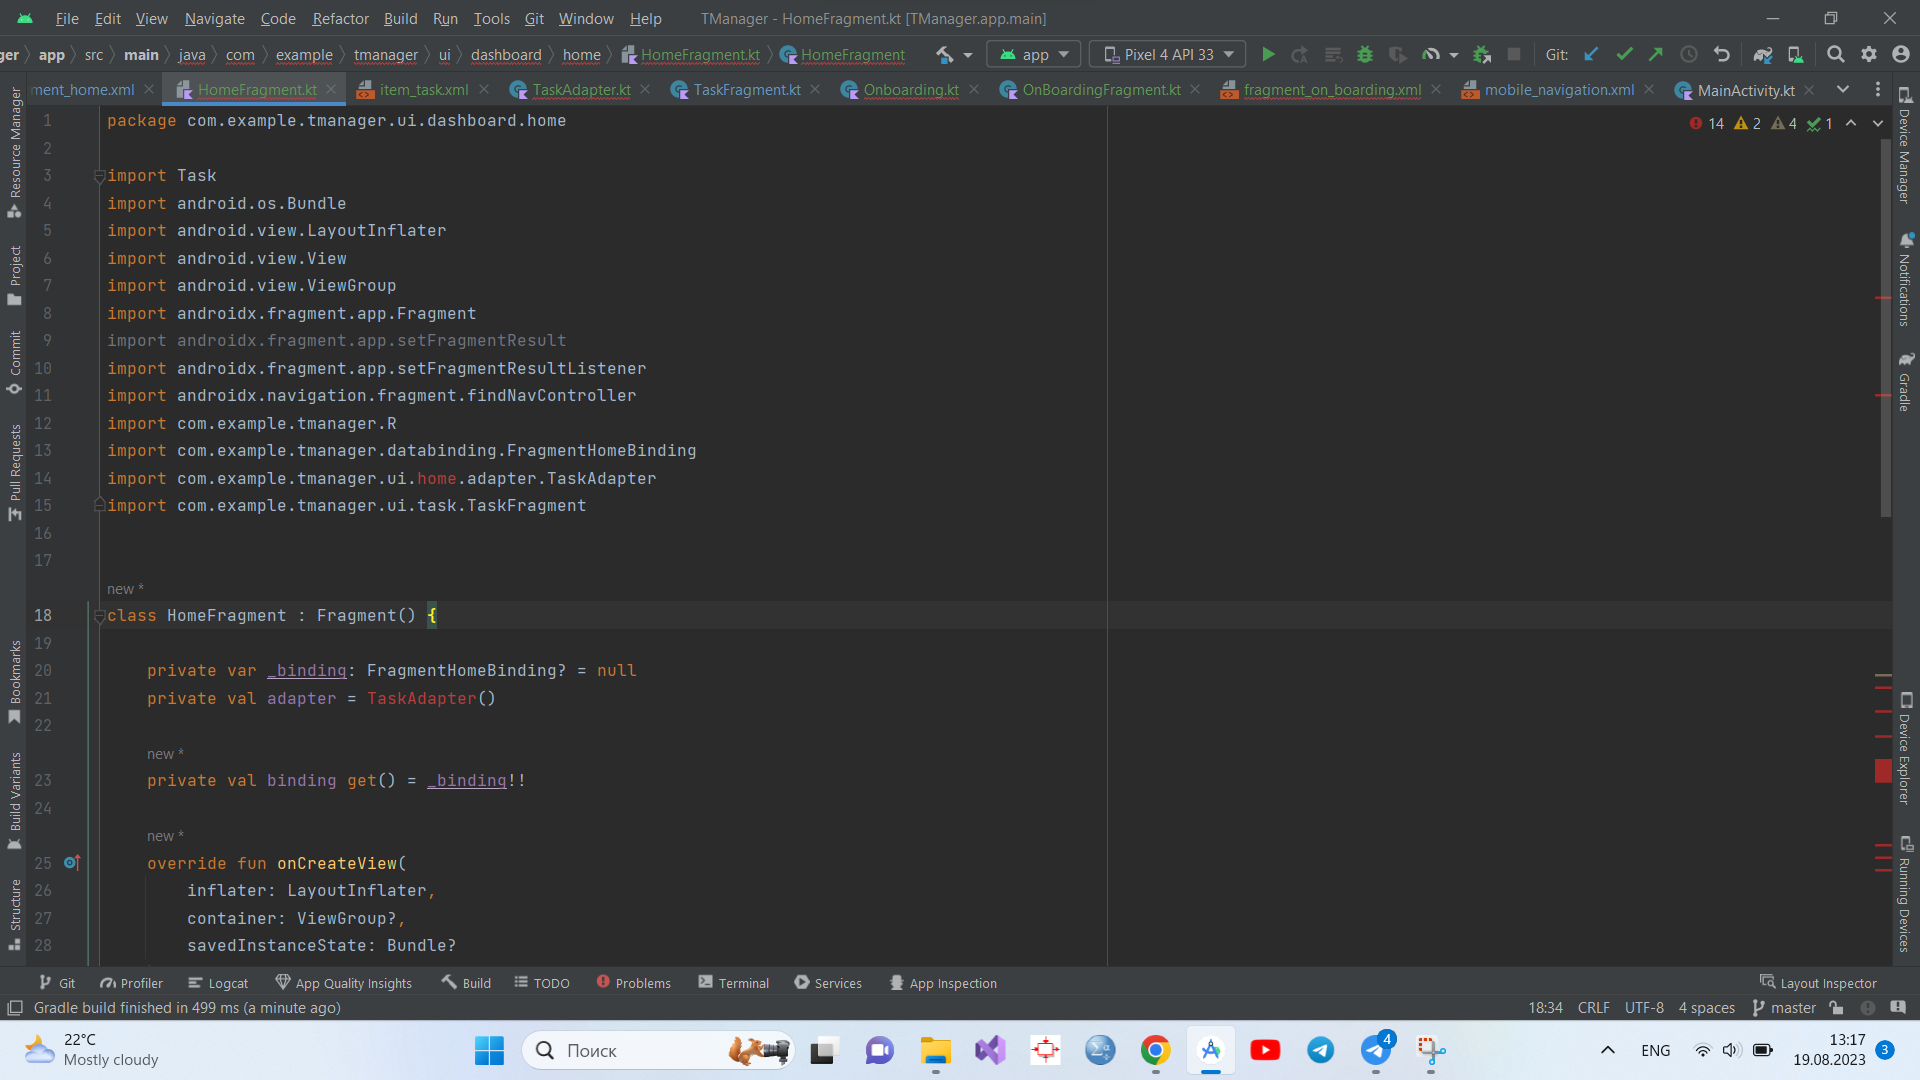 File Edit View Navigate Code Refactor Build Run Tools Git Window Help TManager - HomeFragment.kt [TManager.app.main]
ger app src main java com example tmanager ui dashboard home HomeFragment.kt HomeFragment app Pixel 4 API 33 Git:
ment_home.xml HomeFragment.kt item_task.xml TaskAdapter.kt TaskFragment.kt Onboarding.kt OnBoardingFragment.kt fragment_on_boarding.xml mobile_navigation.xml MainActivity.kt
14 2 4 1
1 package com.example.tmanager.ui.dashboard.home
2
3 import Task
4 import android.os.Bundle
5 import android.view.LayoutInflater
6 import android.view.View
7 import android.view.ViewGroup
8 import androidx.fragment.app.Fragment
9 import androidx.fragment.app.setFragmentResult
10 import androidx.fragment.app.setFragmentResultListener
11 import androidx.navigation.fragment.findNavController
12 import com.example.tmanager.R
13 import com.example.tmanager.databinding.FragmentHomeBinding
14 import com.example.tmanager.ui.home.adapter.TaskAdapter
15 import com.example.tmanager.ui.task.TaskFragment
16
17
new *
18 class HomeFragment : Fragment() {
19
20 private var _binding: FragmentHomeBinding? = null
21 private val adapter = TaskAdapter()
22
new *
23 private val binding get() = _binding!!
24
new *
25 override fun onCreateView(
26 inflater: LayoutInflater,
27 container: ViewGroup?,
28 savedInstanceState: Bundle?
Resource Manager
Project
Commit
Pull Requests
Bookmarks
Build Variants
Structure
Device Manager
Notifications
Gradle
Device Explorer
Running Devices
Git Profiler Logcat App Quality Insights Build TODO Problems Terminal Services App Inspection Layout Inspector
Gradle build finished in 499 ms (a minute ago) 18:34 CRLF UTF-8 4 spaces master
22°C
Mostly cloudy
Поиск
4
ENG
13:17
19.08.2023
3